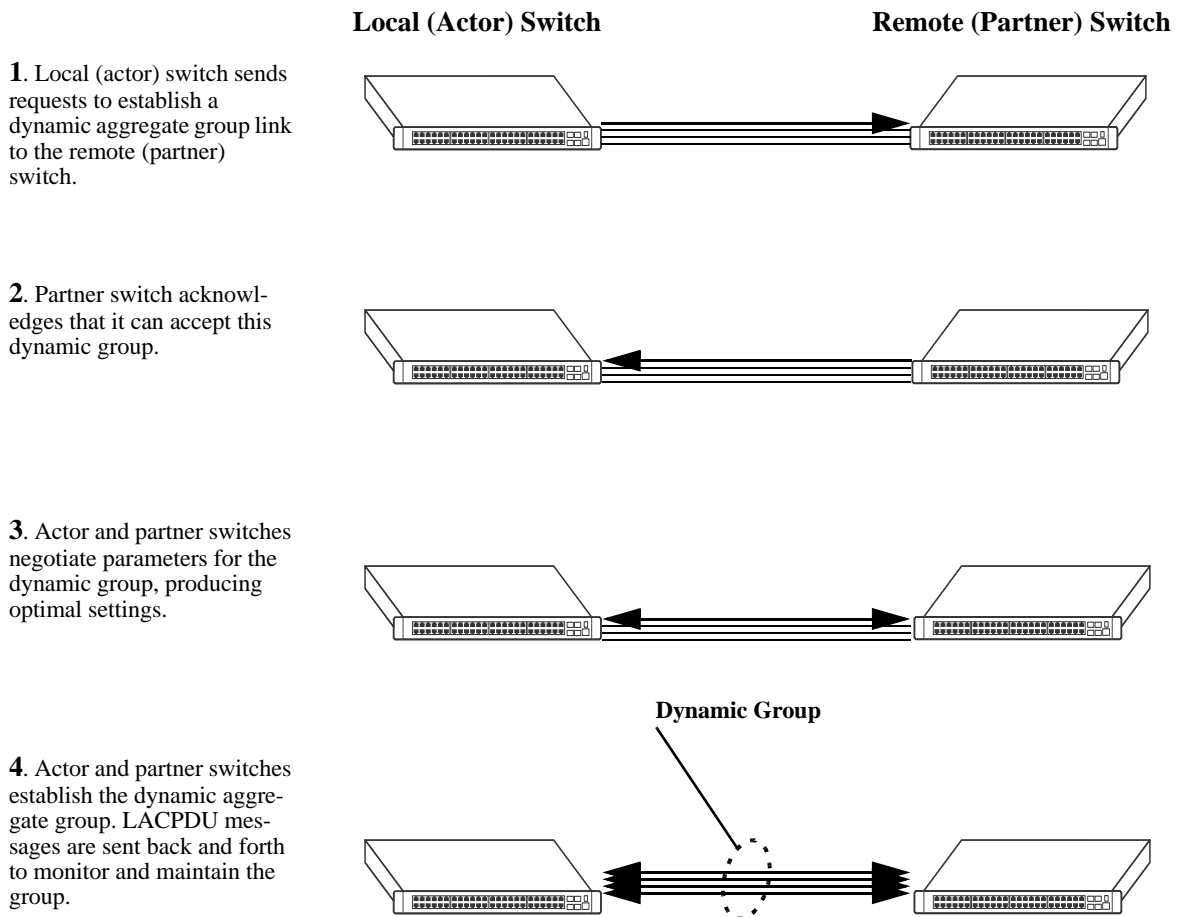 Local (Actor) Switch
Remote (Partner) Switch
1. Local (actor) switch sends
requests to establish a
dynamic aggregate group link
to the remote (partner)
switch.
2. Partner switch acknowl-
edges that it can accept this
dynamic group.
3. Actor and partner switches
negotiate parameters for the
dynamic group, producing
optimal settings.
Dynamic Group
4. Actor and partner switches
establish the dynamic aggre-
gate group. LACPDU mes-
sages are sent back and forth
to monitor and maintain the
group.